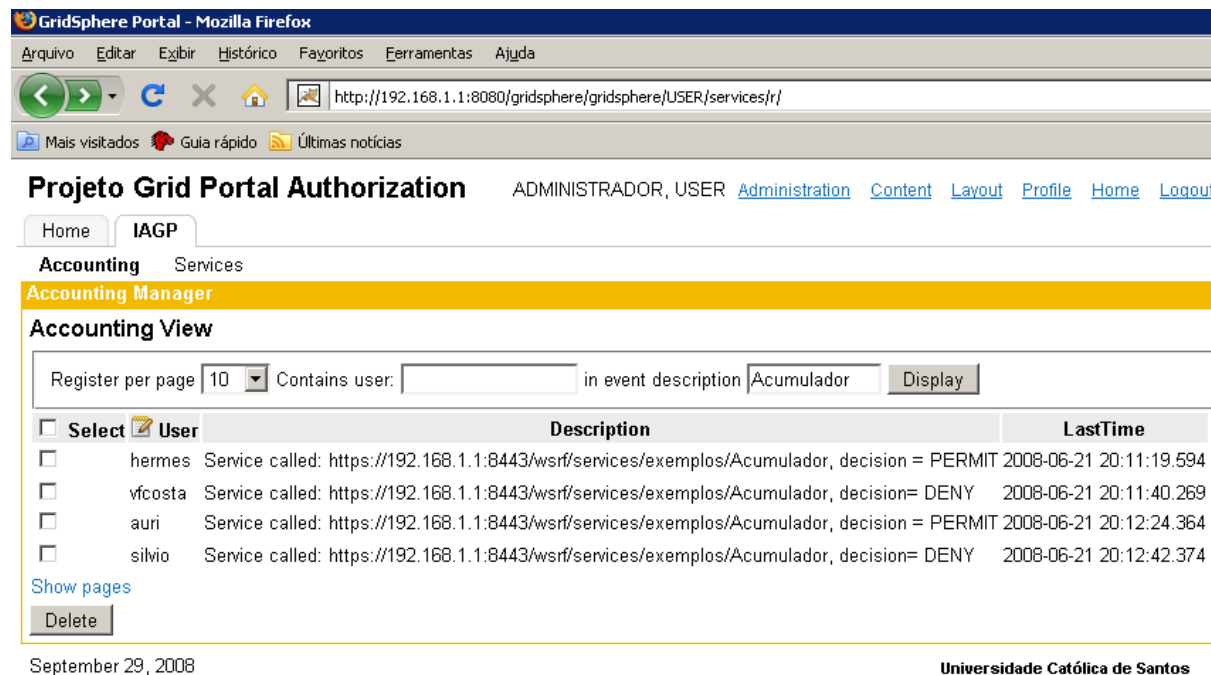 GridSphere Portal - Mozilla Firefox
Arquivo Editar Exibir Histórico Favoritos Ferramentas Ajuda
http://192.168.1.1:8080/gridsphere/gridsphere/USER/services/r/
Mais visitados Guia rápido Últimas notícias
Projeto Grid Portal Authorization ADMINISTRADOR, USER Administration Content Layout Profile Home Logout
Home IAGP
Accounting Services
Accounting Manager
Accounting View
Register per page 10 Contains user: in event description Acumulador Display
Select User Description LastTime
hermes Service called: https://192.168.1.1:8443/wsrf/services/exemplos/Acumulador, decision = PERMIT 2008-06-21 20:11:19.594
vfcosta Service called: https://192.168.1.1:8443/wsrf/services/exemplos/Acumulador, decision= DENY 2008-06-21 20:11:40.269
auri Service called: https://192.168.1.1:8443/wsrf/services/exemplos/Acumulador, decision = PERMIT 2008-06-21 20:12:24.364
silvio Service called: https://192.168.1.1:8443/wsrf/services/exemplos/Acumulador, decision= DENY 2008-06-21 20:12:42.374
Show pages
Delete
September 29, 2008 Universidade Católica de Santos